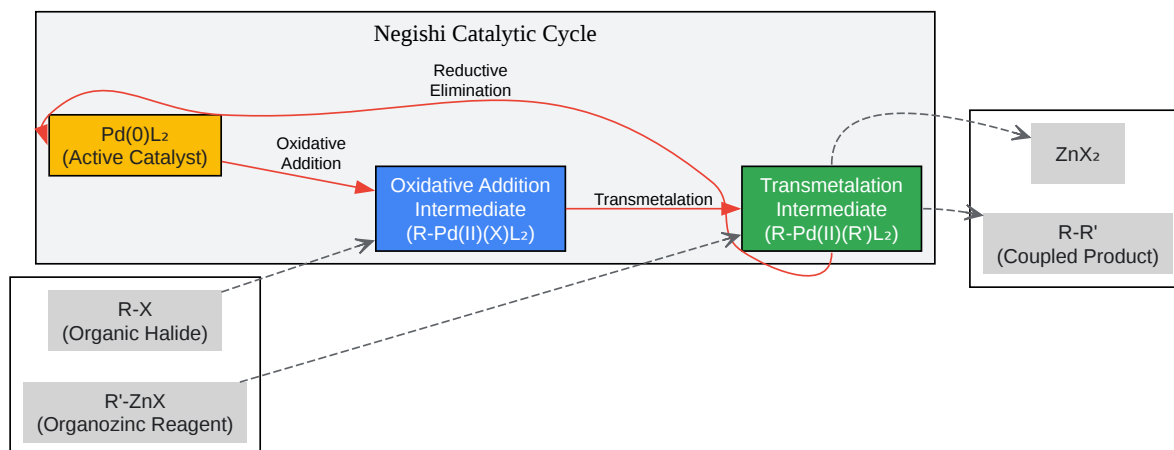 Negishi Catalytic Cycle
Reductive
Elimination
Pd(0)L₂
(Active Catalyst)
Oxidative
Addition
Oxidative Addition
Intermediate
(R-Pd(II)(X)L₂)
Transmetalation
Transmetalation
Intermediate
(R-Pd(II)(R')L₂)
ZnX₂
R-R'
(Coupled Product)
R-X
(Organic Halide)
R'-ZnX
(Organozinc Reagent)